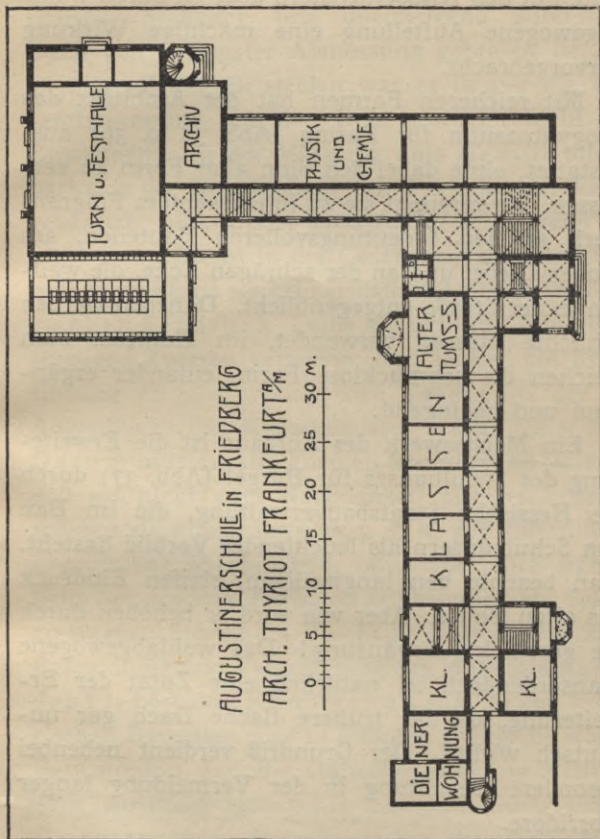 TURN U. FESTHALLE
ARCHIV
PHYSIK
UND
CHEMIE
AUGUSTINERSCHULE in FRIEDBERG
ARCH. THYRIOT FRANKFURT A/M
0 5 10 15 20 25 30 M.
ALTER
TUMS-S.
KLASSEN
KL.
KL.
DIENER
WOHNUNG